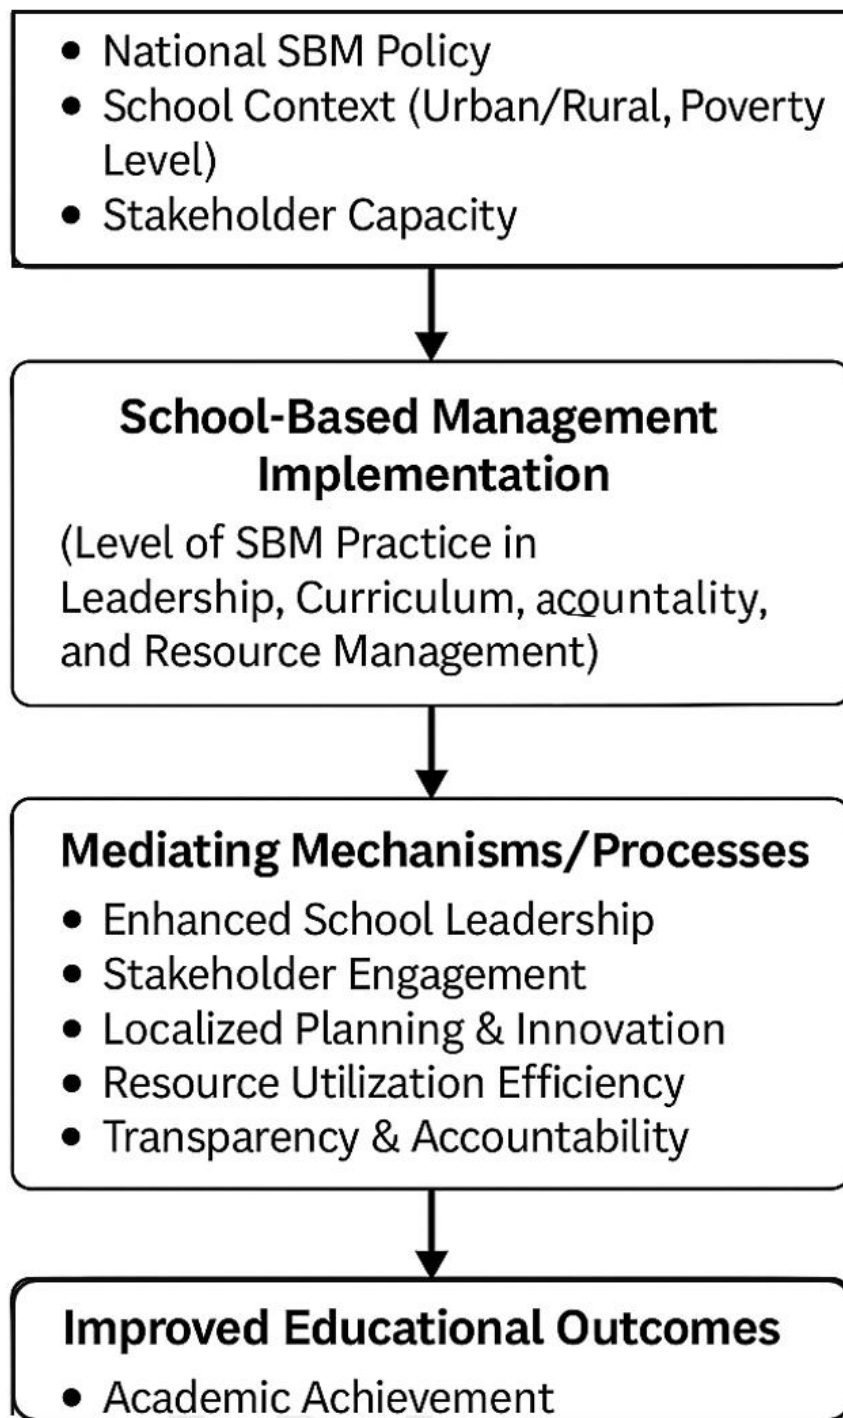 • National SBM Policy
• School Context (Urban/Rural, Poverty
Level)
• Stakeholder Capacity
School-Based Management
Implementation
(Level of SBM Practice in
Leadership, Curriculum, acountality,
and Resource Management)
Mediating Mechanisms/Processes
• Enhanced School Leadership
• Stakeholder Engagement
• Localized Planning & Innovation
• Resource Utilization Efficiency
• Transparency & Accountability
Improved Educational Outcomes
• Academic Achievement